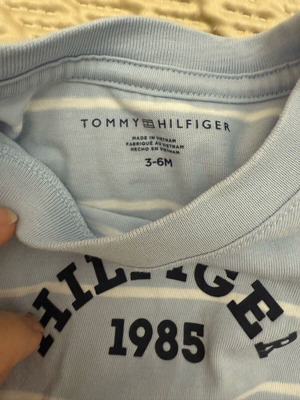 TOMMY HILFIGER
MADE IN VIETNAM
FABRIQUÉ AU VIETNAM
HECHO EN VIETNAM
3-6M
HILFIGER
1985